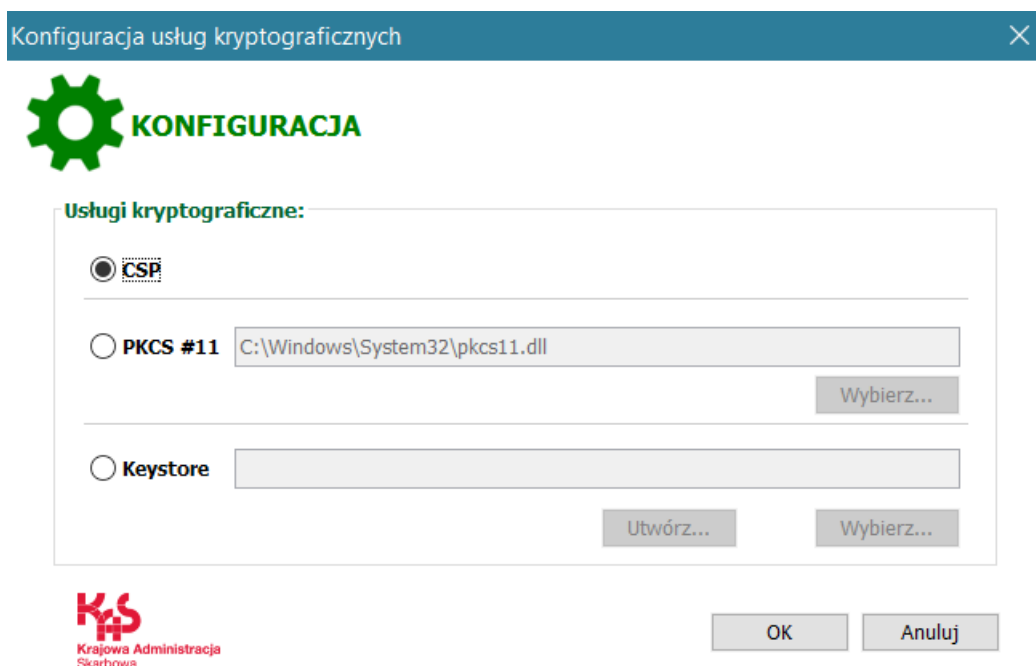 Konfiguracja usług kryptograficznych
KONFIGURACJA
Usługi kryptograficzne:
CSP
PKCS #11 C:\Windows\System32\pkcs11.dll
Wybierz...
Keystore
Utwórz... Wybierz...
KAS
Krajowa Administracja
Skarbowa
OK Anuluj